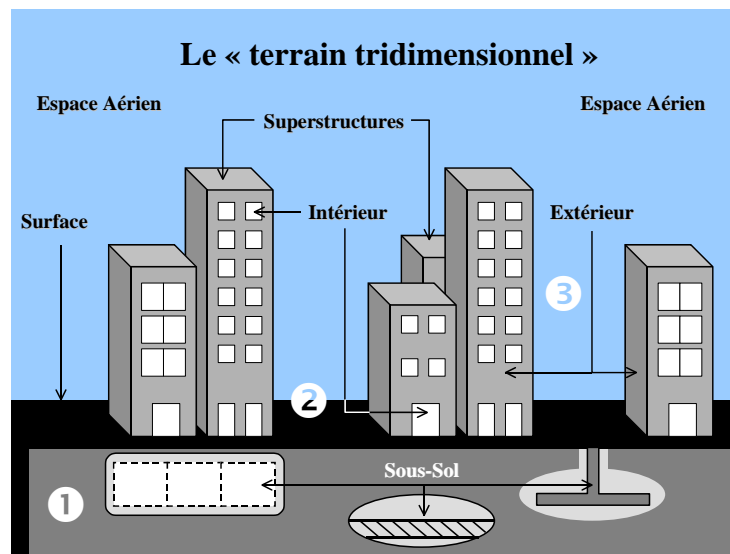 Le « terrain tridimensionnel »
Espace Aérien
Espace Aérien
Superstructures
Surface
Intérieur
Extérieur
3
2
Sous-Sol
1